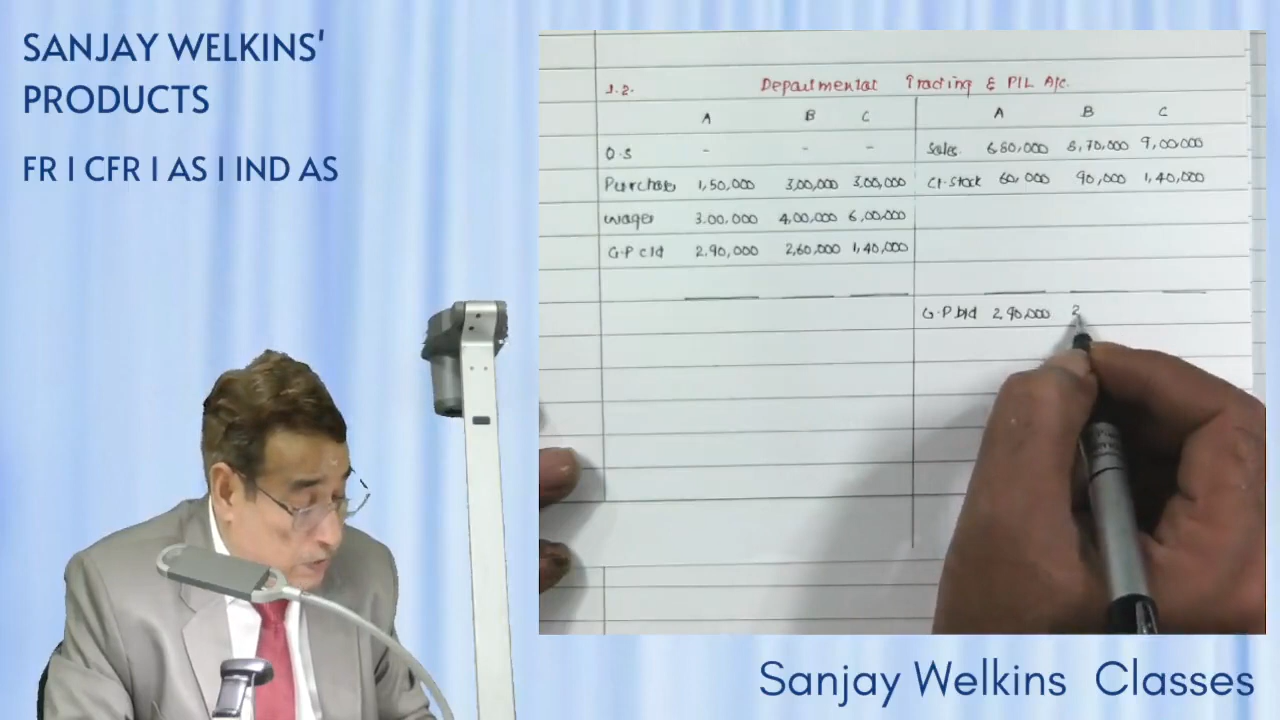 SANJAY WELKINS'
PRODUCTS
FR I CFR I AS I IND AS
1.2. Departmental Trading & P/L A/c.
A B C A B C
O.S - - - Sales. 6,80,000 8,70,000 9,00,000
Purchases 1,50,000 3,00,000 3,00,000 Cl-Stock 60,000 90,000 1,40,000
wages 3.00.000 4,00,000 6,00,000
G.P c/d 2,90,000 2,60,000 1,40,000
G.P b/d 2,90,000 2
Sanjay Welkins Classes